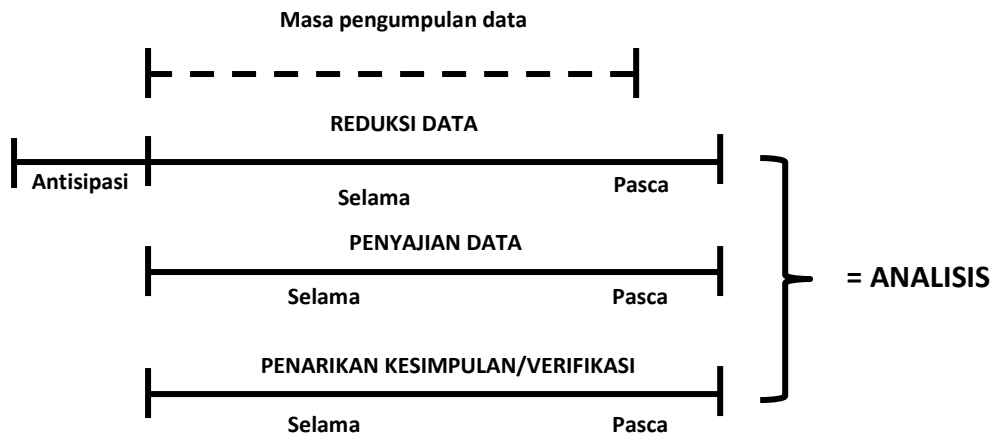 Masa pengumpulan data
REDUKSI DATA
Antisipasi
Selama
Pasca
PENYAJIAN DATA
Selama
Pasca
= ANALISIS
PENARIKAN KESIMPULAN/VERIFIKASI
Selama
Pasca